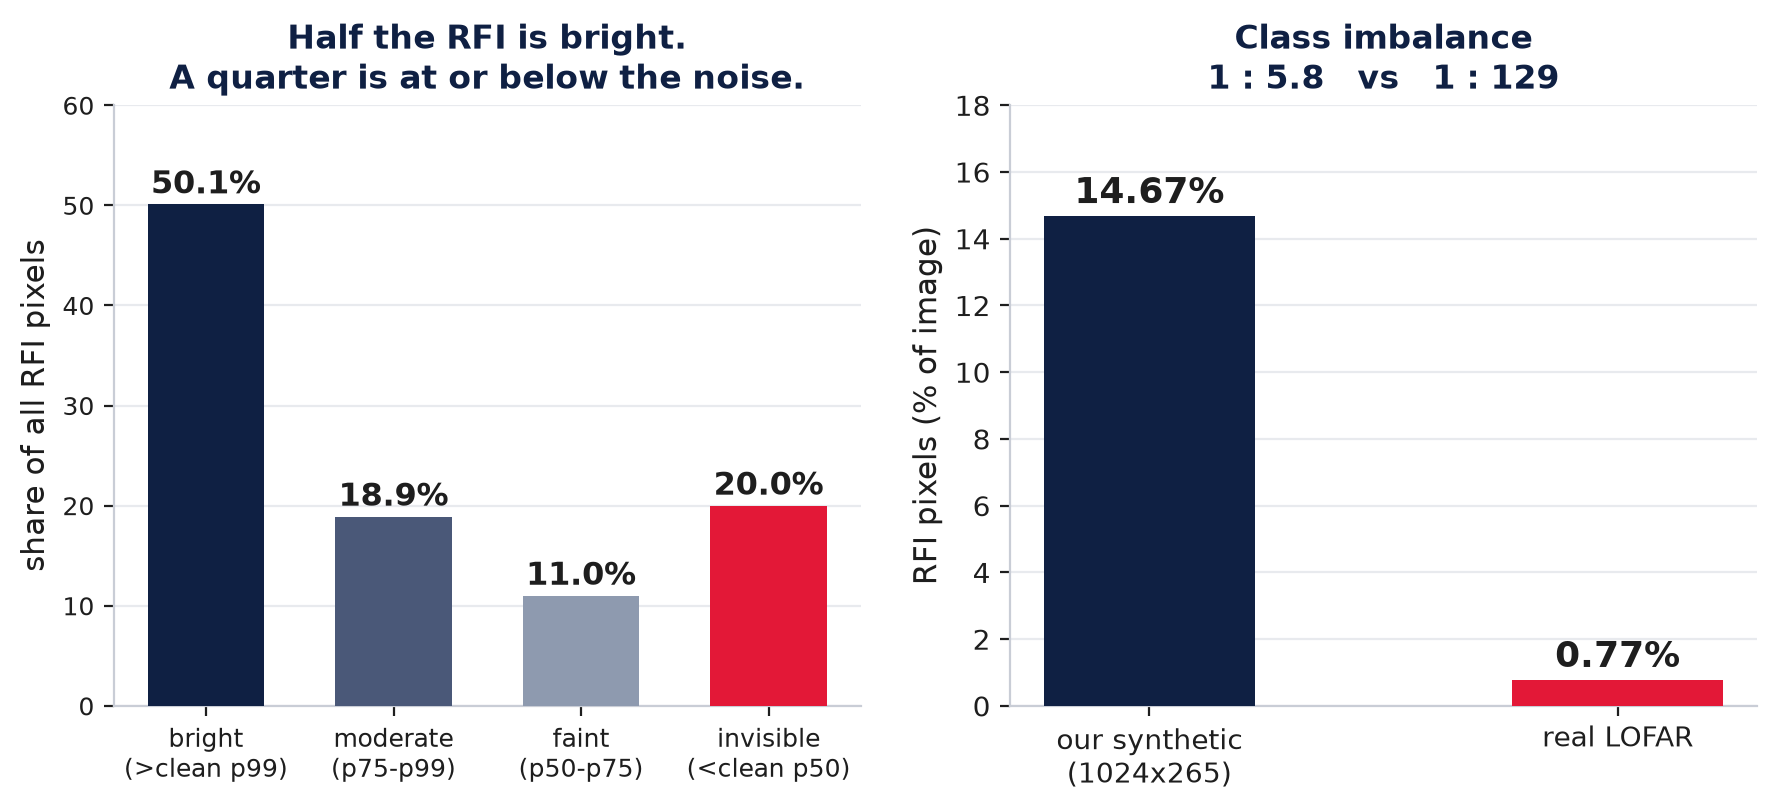 Half the RFI is bright.
A quarter is at or below the noise.
share of all RFI pixels
60
50
40
30
20
10
0
50.1%
18.9%
11.0%
20.0%
bright
(>clean p99)
moderate
(p75-p99)
faint
(p50-p75)
invisible
(<clean p50)
Class imbalance
1 : 5.8 vs 1 : 129
RFI pixels (% of image)
18
16
14
12
10
8
6
4
2
0
14.67%
0.77%
our synthetic
(1024x265)
real LOFAR